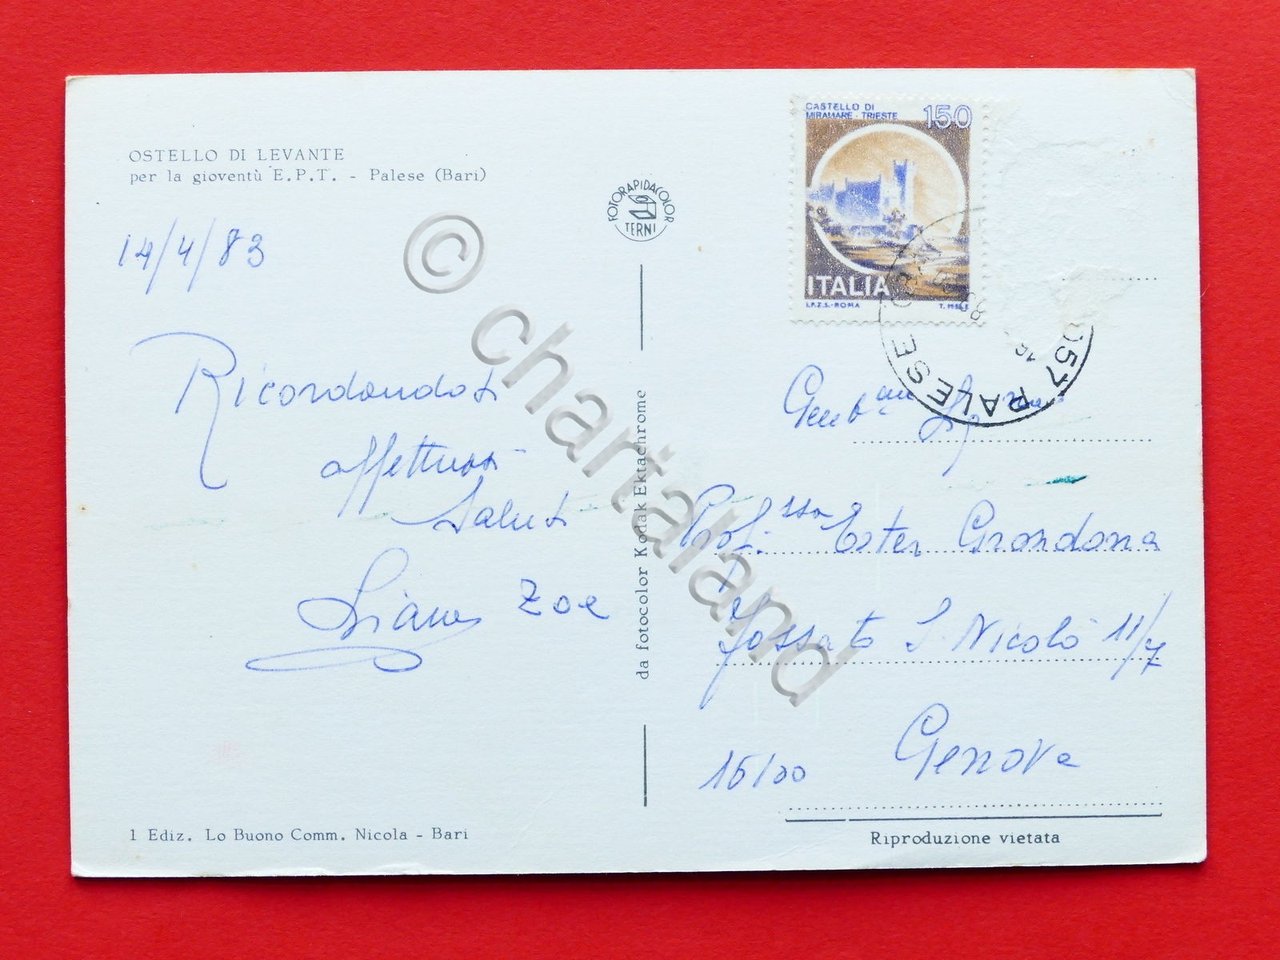 OSTELLO DI LEVANTE
per la gioventù E.P.T. - Palese (Bari)
14/4/83
Ricordandoti
affettuosi
saluti
Liana Zoe
1 Ediz. Lo Buono Comm. Nicola - Bari
FOTORAPIDACOLOR
TERNI
da fotocolor Kodak Ektachrome
CASTELLO DI
MIRAMARE - TRIESTE
150
ITALIA
I.P.Z.S. - ROMA
PALESE
Prof.ssa Ester Grondona
Fossato S. Nicolò 11/7
16100 Genova
Riproduzione vietata
© chartaland